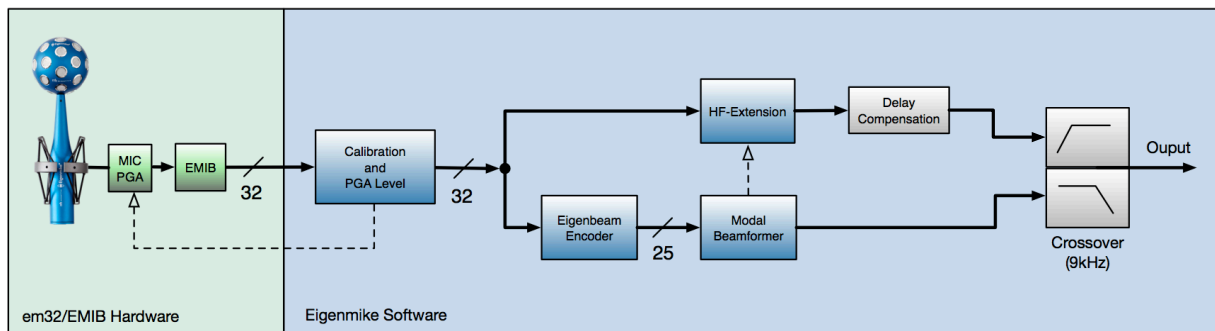 HF-Extension
Delay
Compensation
Ouput
MIC
PGA
EMIB
32
Calibration
and
PGA Level
32
Eigenbeam
Encoder
25
Modal
Beamformer
Crossover
(9kHz)
em32/EMIB Hardware
Eigenmike Software